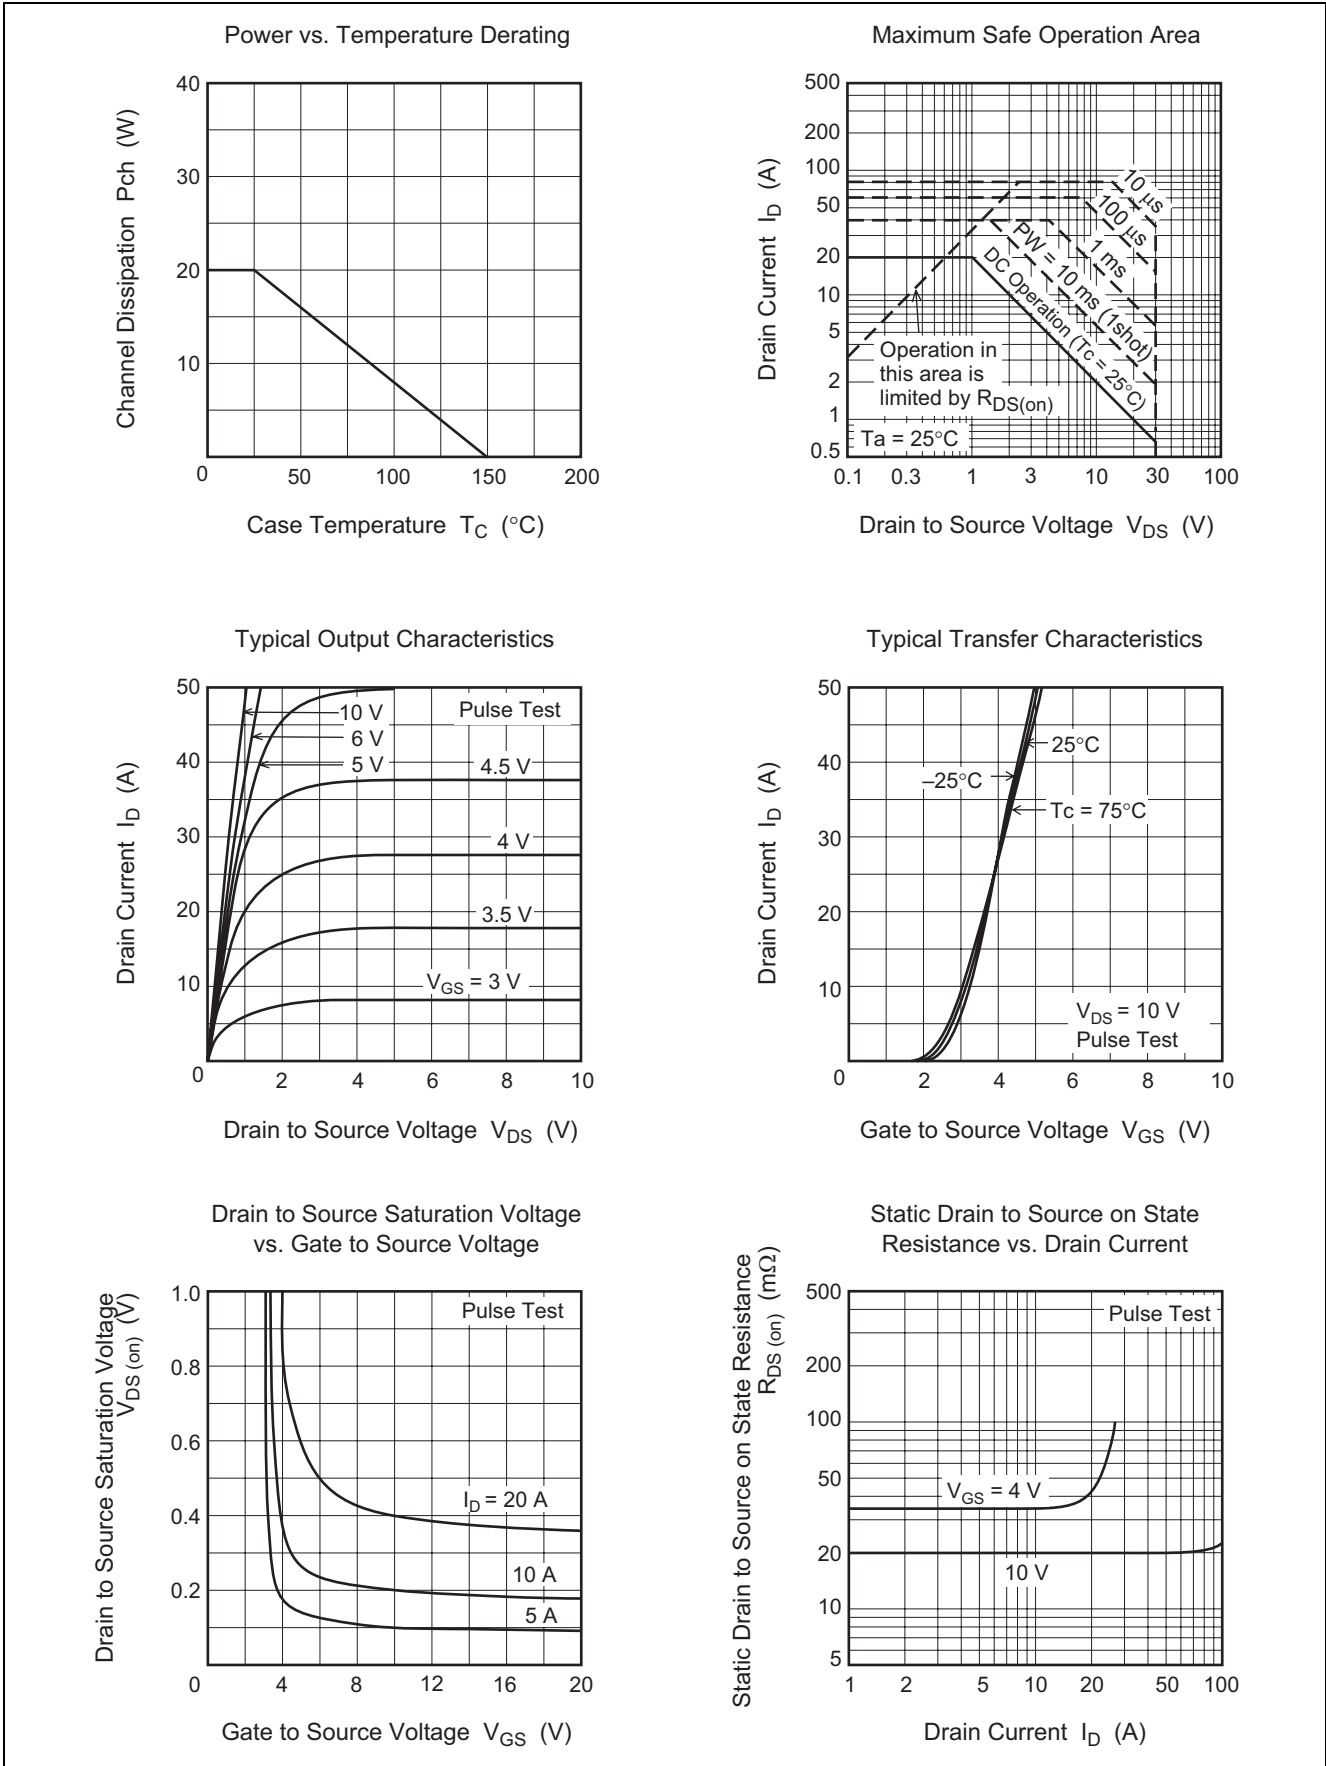 Power vs. Temperature Derating
Channel Dissipation Pch (W)
40
30
20
10
0
50
100
150
200
Case Temperature TC (°C)
Maximum Safe Operation Area
Drain Current ID (A)
500
200
100
50
20
10
5
2
1
0.5
10 μs
100 μs
1 ms
PW = 10 ms (1shot)
DC Operation (Tc = 25°C)
Operation in
this area is
limited by RDS(on)
Ta = 25°C
0.1
0.3
1
3
10
30
100
Drain to Source Voltage VDS (V)
Typical Output Characteristics
Drain Current ID (A)
50
40
30
20
10
0
Pulse Test
10 V
6 V
5 V
4.5 V
4 V
3.5 V
VGS = 3 V
2
4
6
8
10
Drain to Source Voltage VDS (V)
Typical Transfer Characteristics
Drain Current ID (A)
50
40
30
20
10
0
25°C
–25°C
Tc = 75°C
VDS = 10 V
Pulse Test
2
4
6
8
10
Gate to Source Voltage VGS (V)
Drain to Source Saturation Voltage
vs. Gate to Source Voltage
Drain to Source Saturation Voltage
VDS (on) (V)
1.0
0.8
0.6
0.4
0.2
0
Pulse Test
ID = 20 A
10 A
5 A
4
8
12
16
20
Gate to Source Voltage VGS (V)
Static Drain to Source on State
Resistance vs. Drain Current
Static Drain to Source on State Resistance
RDS (on) (mΩ)
500
200
100
50
20
10
5
Pulse Test
VGS = 4 V
10 V
1
2
5
10
20
50
100
Drain Current ID (A)